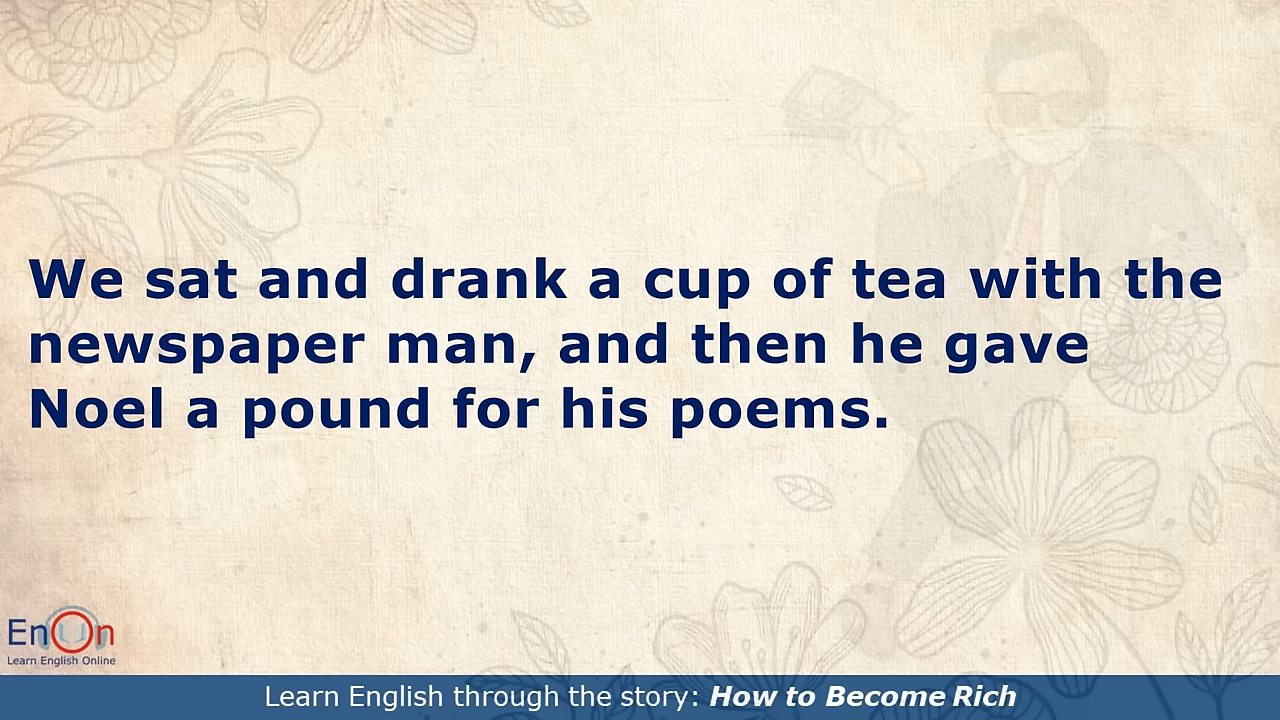 We sat and drank a cup of tea with the
newspaper man, and then he gave
Noel a pound for his poems.
EnOn
Learn English Online
Learn English through the story: How to Become Rich